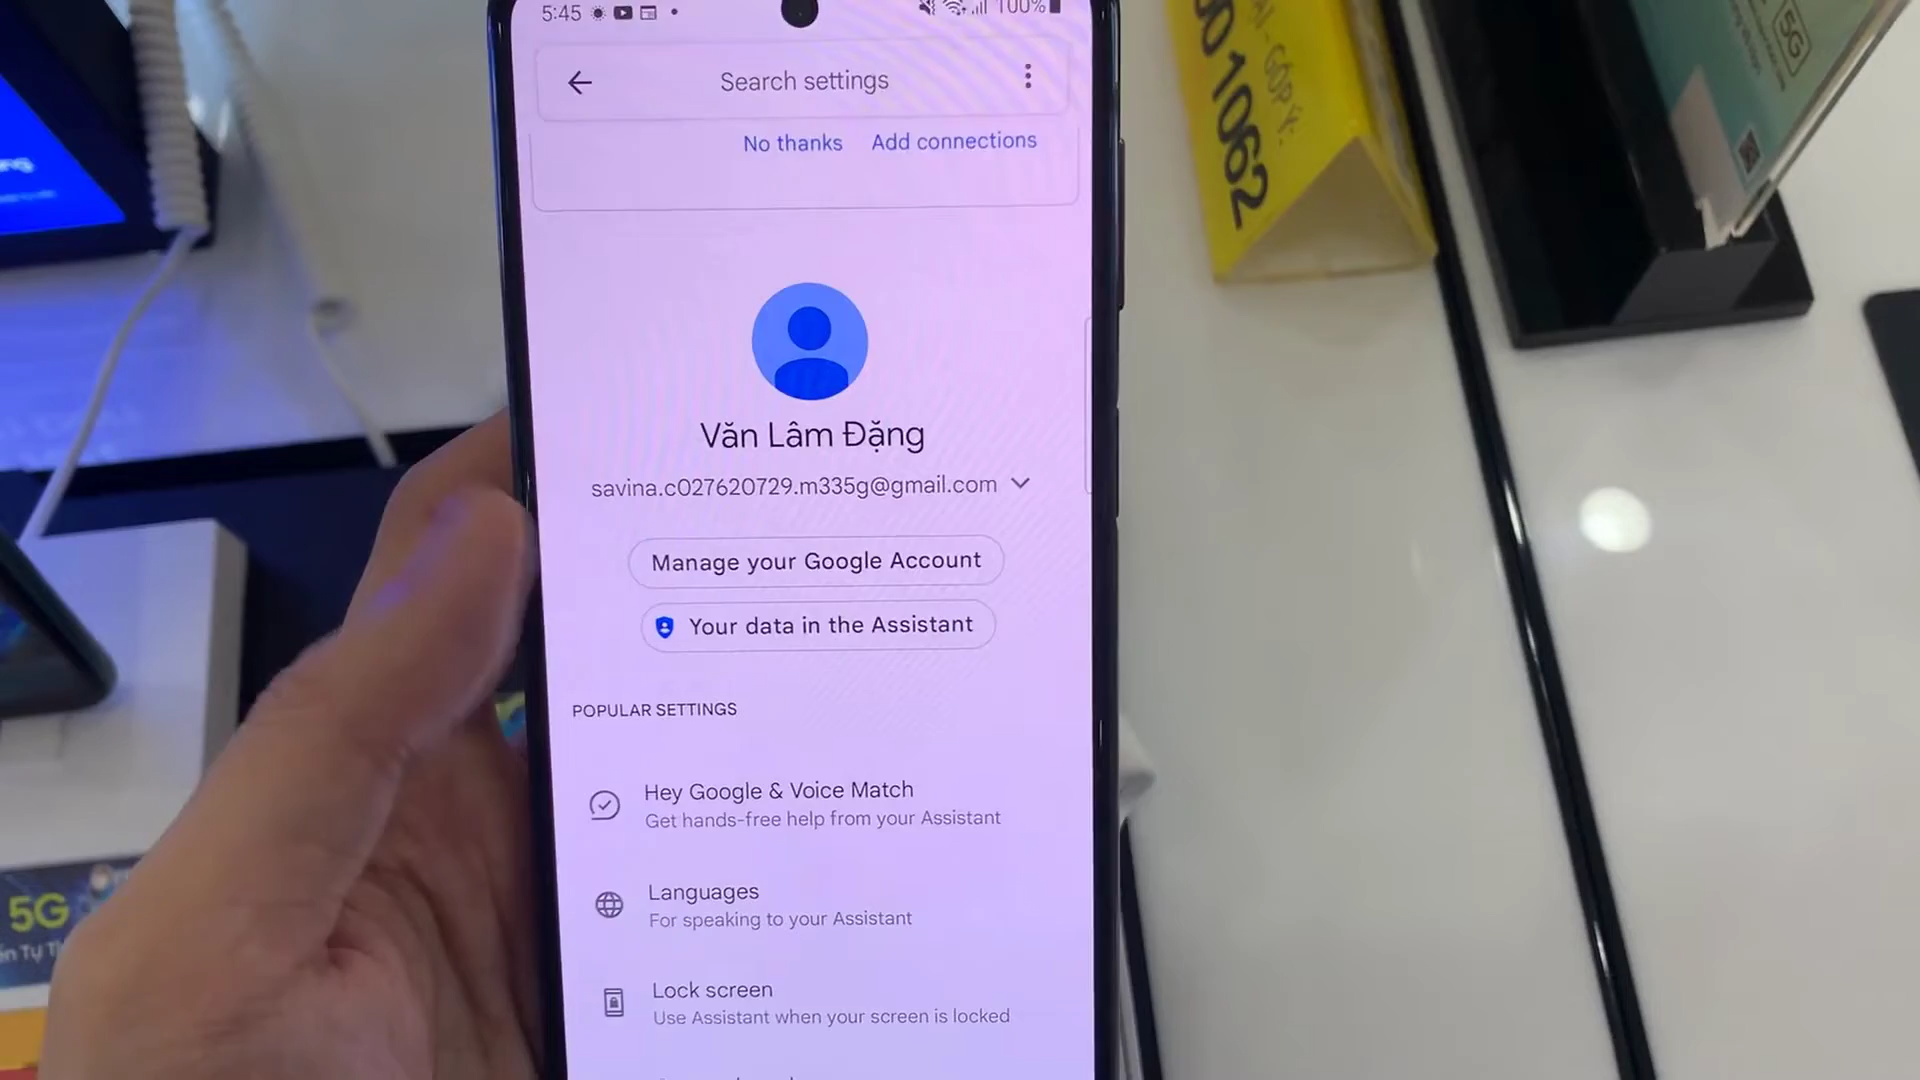 5:45
100%
Search settings
No thanks
Add connections
Văn Lâm Đặng
savina.c027620729.m335g@gmail.com
Manage your Google Account
Your data in the Assistant
POPULAR SETTINGS
Hey Google & Voice Match
Get hands-free help from your Assistant
Languages
For speaking to your Assistant
Lock screen
Use Assistant when your screen is locked
1062
5G
5G